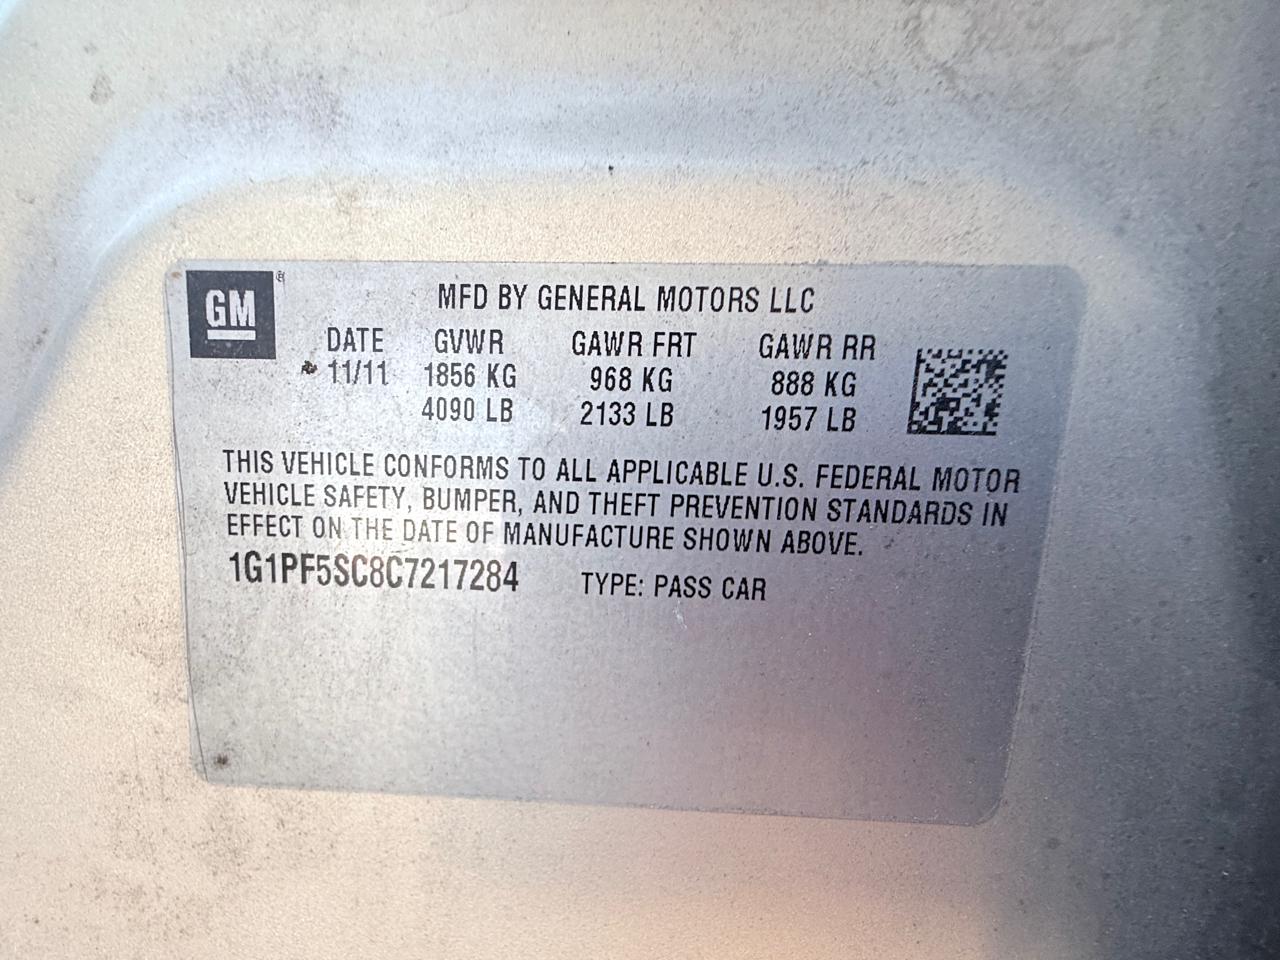 GM ®
MFD BY GENERAL MOTORS LLC
DATE GVWR GAWR FRT GAWR RR
11/11 1856 KG 968 KG 888 KG
4090 LB 2133 LB 1957 LB
THIS VEHICLE CONFORMS TO ALL APPLICABLE U.S. FEDERAL MOTOR
VEHICLE SAFETY, BUMPER, AND THEFT PREVENTION STANDARDS IN
EFFECT ON THE DATE OF MANUFACTURE SHOWN ABOVE.
1G1PF5SC8C7217284 TYPE: PASS CAR